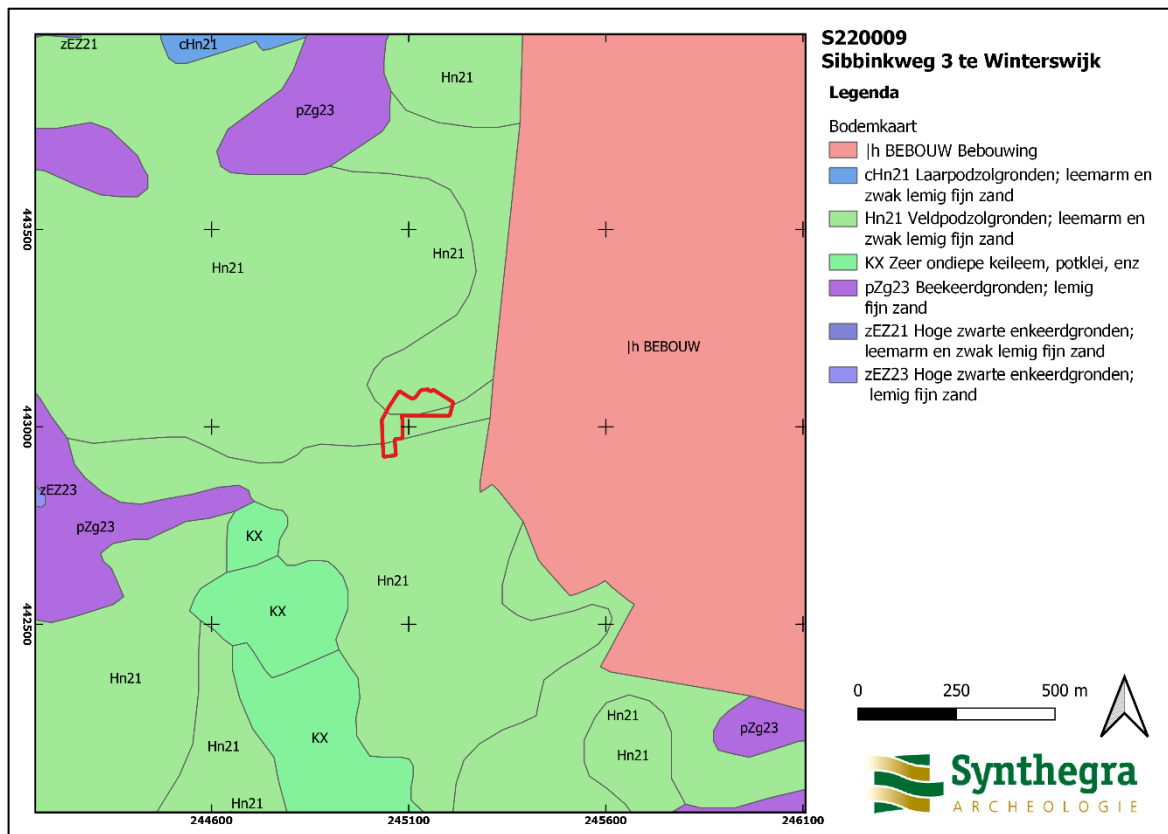 S220009
Sibbinkweg 3 te Winterswijk
Legenda
Bodemkaart
|h BEBOUW Bebouwing
cHn21 Laarpodzolgronden; leemarm en
zwak lemig fijn zand
Hn21 Veldpodzolgronden; leemarm en
zwak lemig fijn zand
KX Zeer ondiepe keileem, potklei, enz
pZg23 Beekeerdgronden; lemig
fijn zand
zEZ21 Hoge zwarte enkeerdgronden;
leemarm en zwak lemig fijn zand
zEZ23 Hoge zwarte enkeerdgronden;
lemig fijn zand
zEZ21
cHn21
Hn21
pZg23
Hn21
Hn21
|h BEBOUW
zEZ23
pZg23
KX
Hn21
KX
Hn21
Hn21
KX
Hn21
Hn21
Hn21
pZg23
443500
443000
442500
244600
245100
245600
246100
0
250
500 m
Synthegra
ARCHEOLOGIE